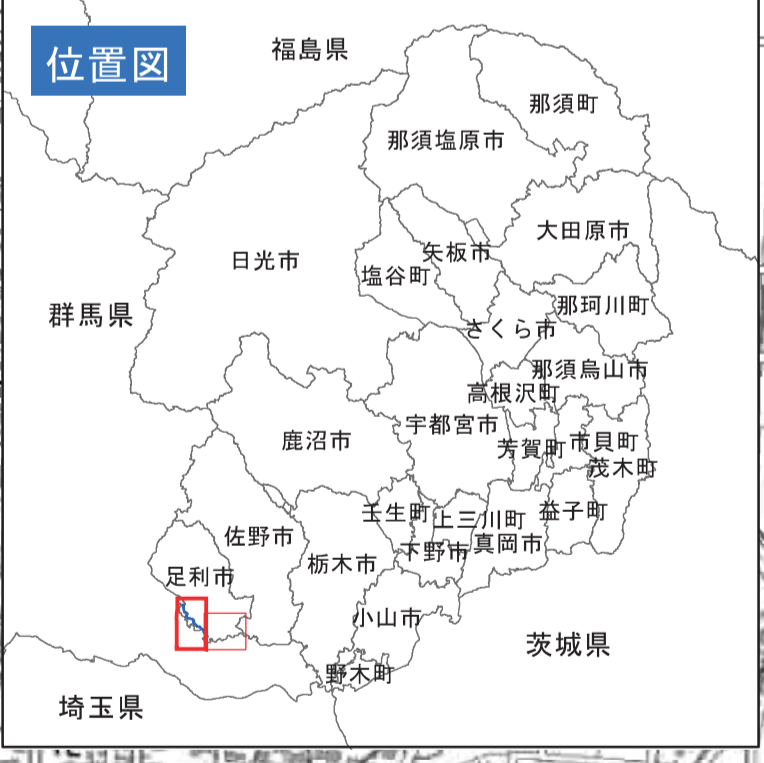 位置図
福島県
那須町
那須塩原市
大田原市
矢板市
日光市
塩谷町
那珂川町
群馬県
さくら市
那須烏山市
高根沢町
宇都宮市
鹿沼市
芳賀町
市貝町
茂木町
壬生町
上三川町
益子町
佐野市
真岡市
下野市
栃木市
足利市
小山市
茨城県
野木町
埼玉県